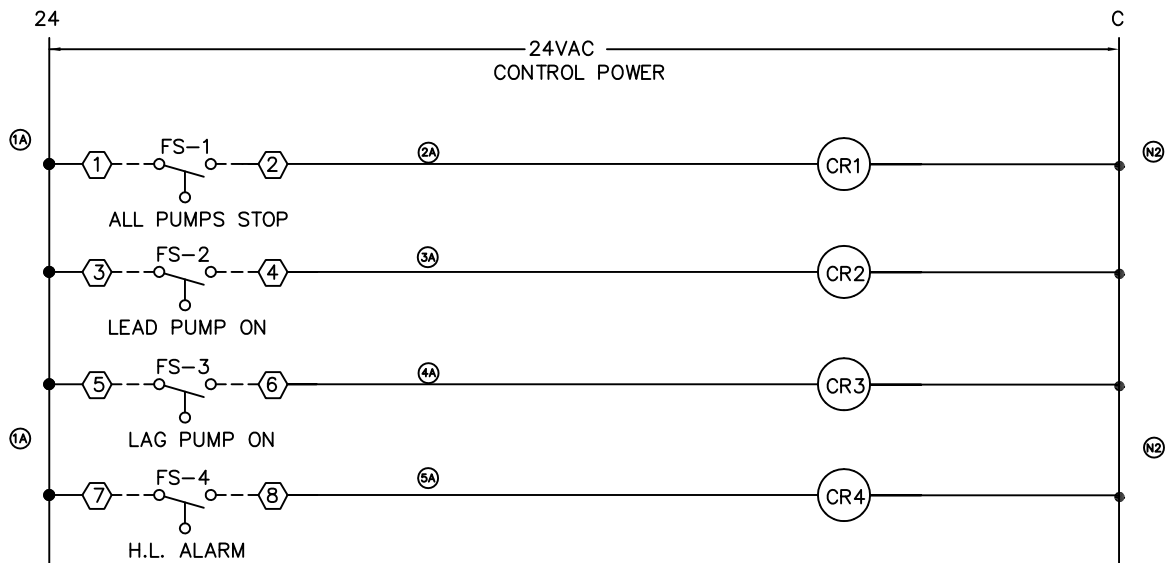 24
C
24VAC
CONTROL POWER
1A
FS-1
1
2
2A
CR1
N2
ALL PUMPS STOP
FS-2
3
4
3A
CR2
LEAD PUMP ON
FS-3
5
6
4A
CR3
1A
LAG PUMP ON
N2
FS-4
7
8
5A
CR4
H.L. ALARM